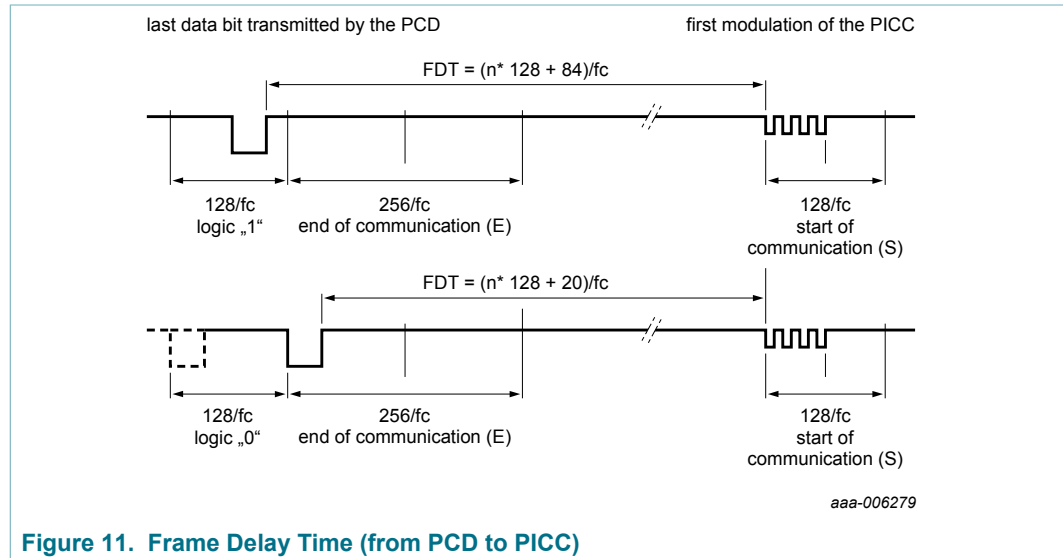 last data bit transmitted by the PCD
first modulation of the PICC
FDT = (n* 128 + 84)/fc
128/fc
logic „1“
256/fc
end of communication (E)
128/fc
start of
communication (S)
FDT = (n* 128 + 20)/fc
128/fc
logic „0“
256/fc
end of communication (E)
128/fc
start of
communication (S)
aaa-006279
Figure 11. Frame Delay Time (from PCD to PICC)